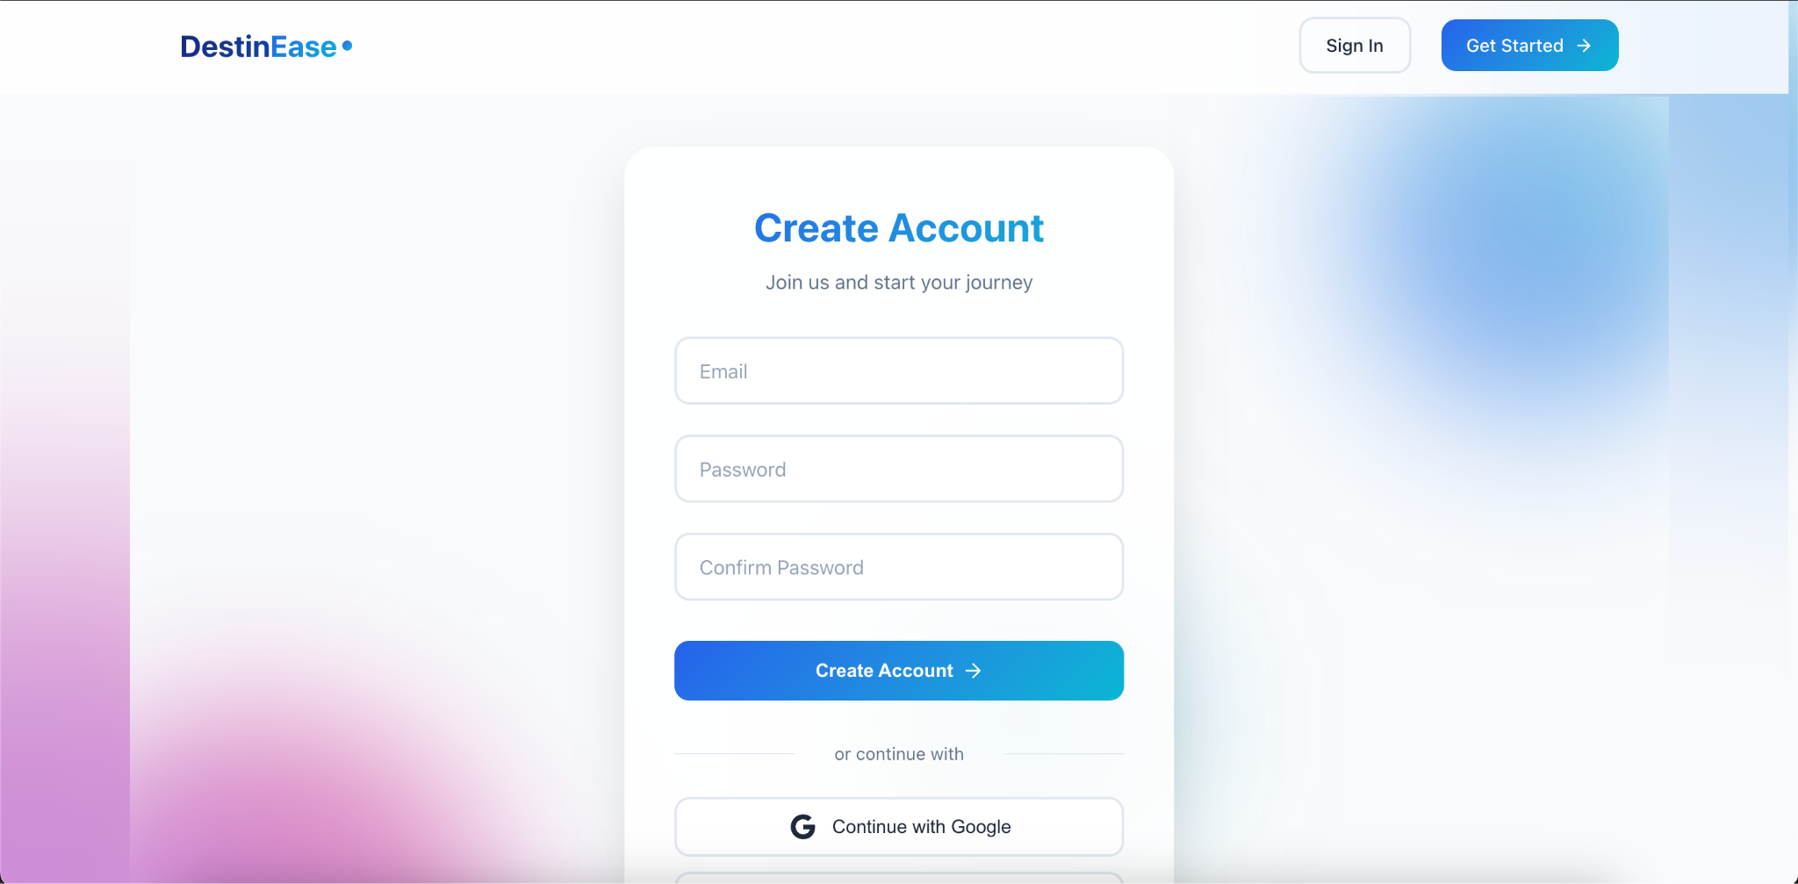 DestinEase
Sign In
Get Started
Create Account
Join us and start your journey
Email
Password
Confirm Password
Create Account
or continue with
Continue with Google